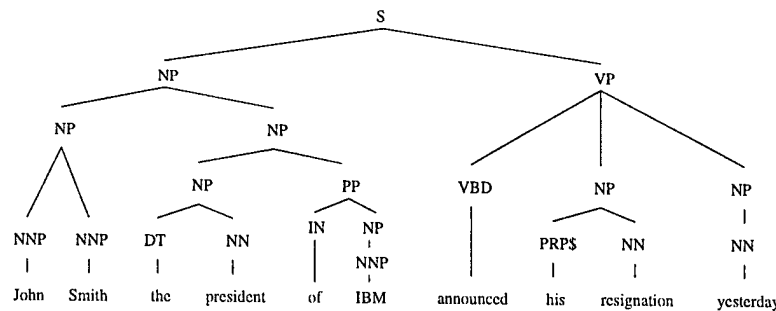 S
NP VP
NP NP
NP PP VBD NP NP
NNP NNP DT NN IN NP PRP$ NN NN
NNP
John Smith the president of IBM announced his resignation yesterday